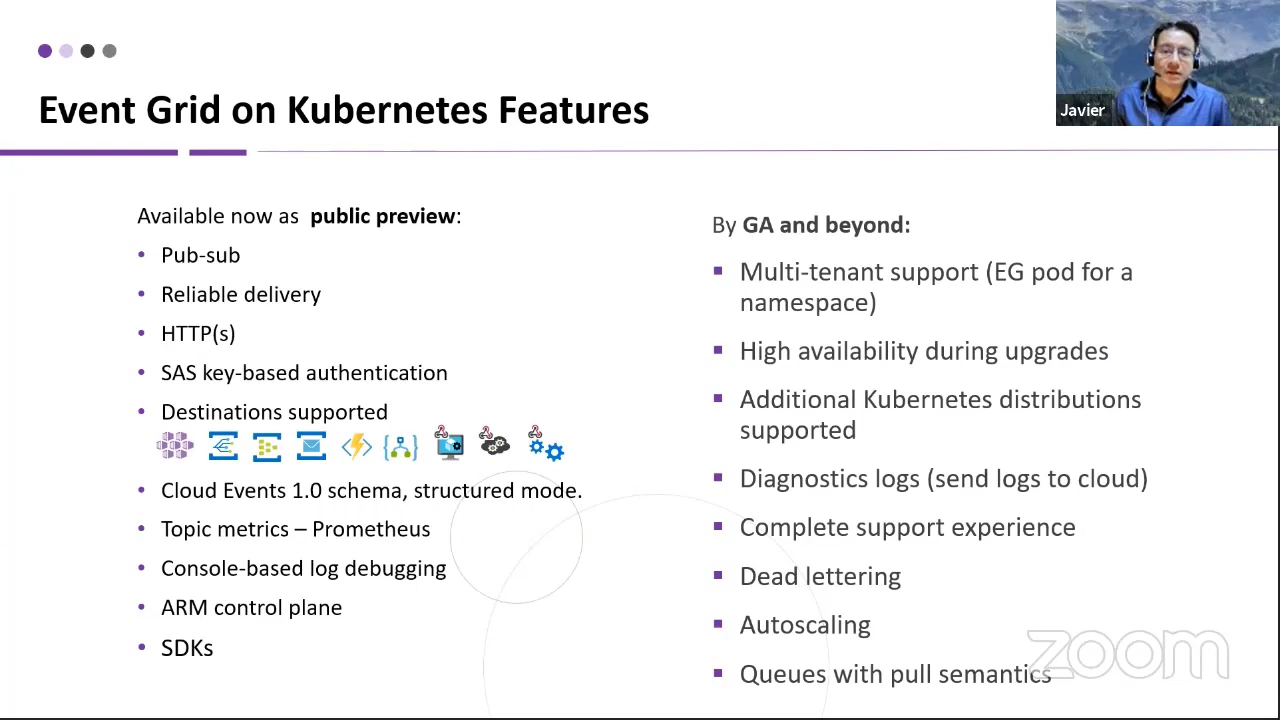 Event Grid on Kubernetes Features
Javier
Available now as public preview:
• Pub-sub
• Reliable delivery
• HTTP(s)
• SAS key-based authentication
• Destinations supported
• Cloud Events 1.0 schema, structured mode.
• Topic metrics – Prometheus
• Console-based log debugging
• ARM control plane
• SDKs
By GA and beyond:
▪ Multi-tenant support (EG pod for a
namespace)
▪ High availability during upgrades
▪ Additional Kubernetes distributions
supported
▪ Diagnostics logs (send logs to cloud)
▪ Complete support experience
▪ Dead lettering
▪ Autoscaling
▪ Queues with pull semantics
zoom